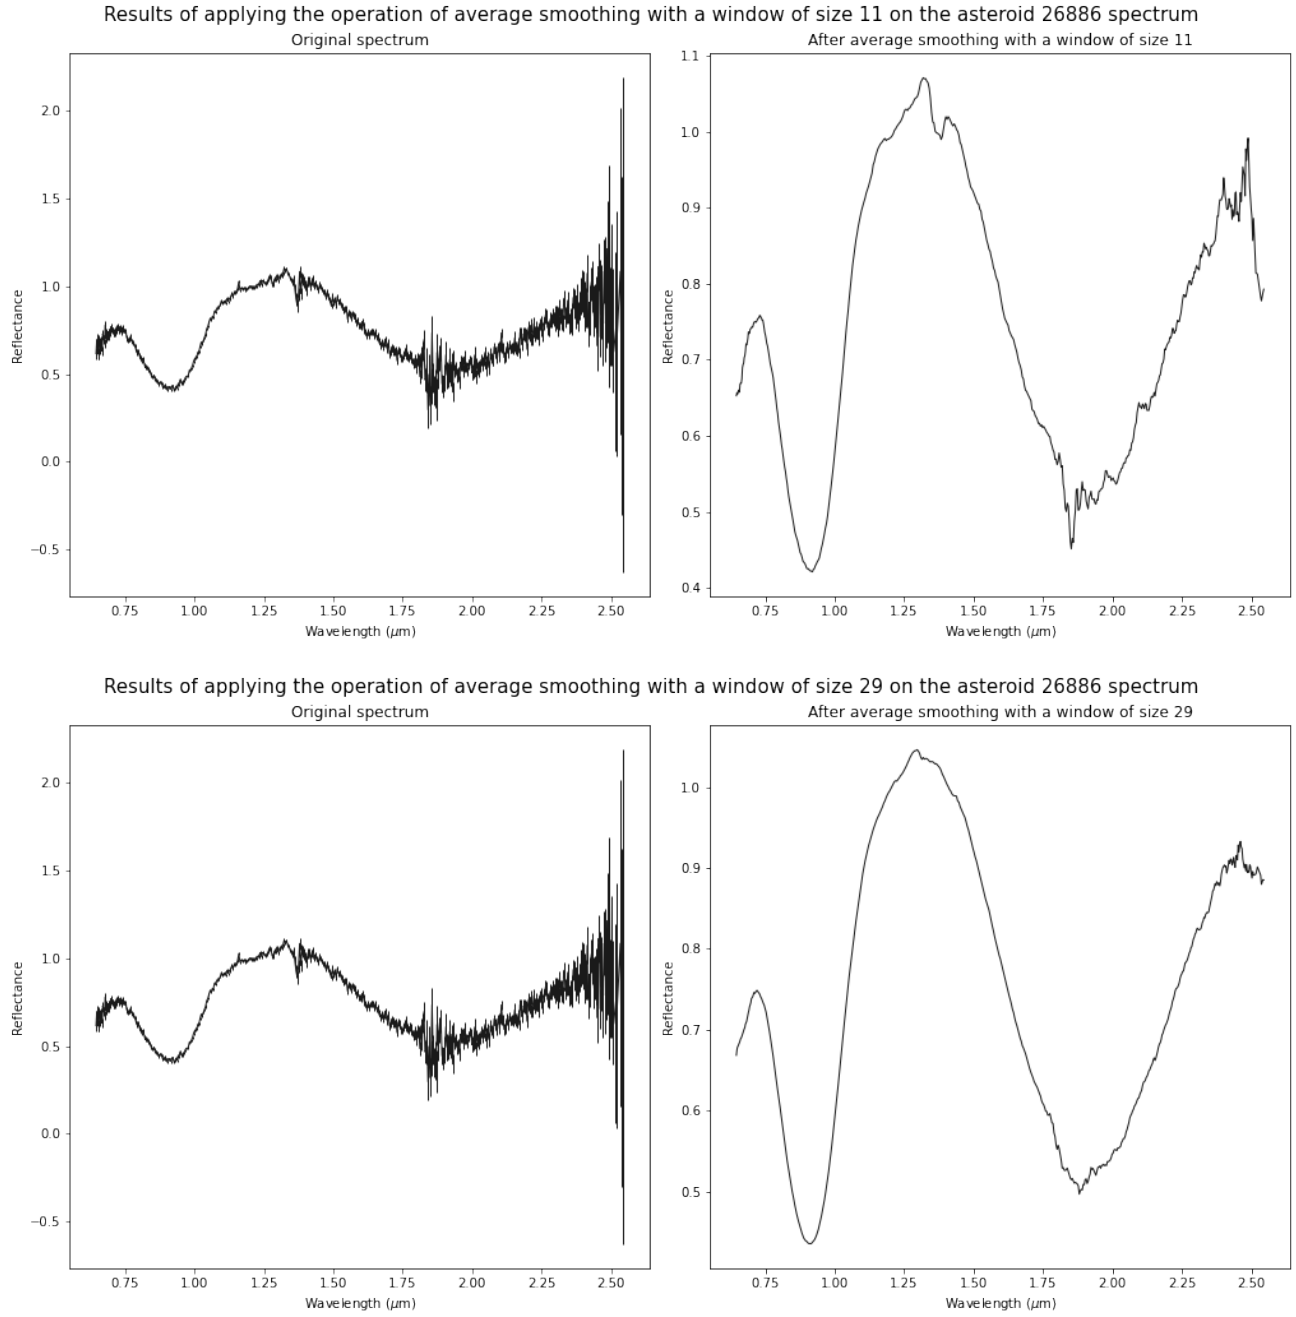 Results of applying the operation of average smoothing with a window of size 11 on the asteroid 26886 spectrum
Original spectrum
After average smoothing with a window of size 11
2.0
1.5
1.0
0.5
0.0
−0.5
Reflectance
0.75 1.00 1.25 1.50 1.75 2.00 2.25 2.50
Wavelength (μm)
1.1
1.0
0.9
0.8
0.7
0.6
0.5
0.4
Reflectance
0.75 1.00 1.25 1.50 1.75 2.00 2.25 2.50
Wavelength (μm)
Results of applying the operation of average smoothing with a window of size 29 on the asteroid 26886 spectrum
Original spectrum
After average smoothing with a window of size 29
2.0
1.5
1.0
0.5
0.0
−0.5
Reflectance
0.75 1.00 1.25 1.50 1.75 2.00 2.25 2.50
Wavelength (μm)
1.0
0.9
0.8
0.7
0.6
0.5
Reflectance
0.75 1.00 1.25 1.50 1.75 2.00 2.25 2.50
Wavelength (μm)